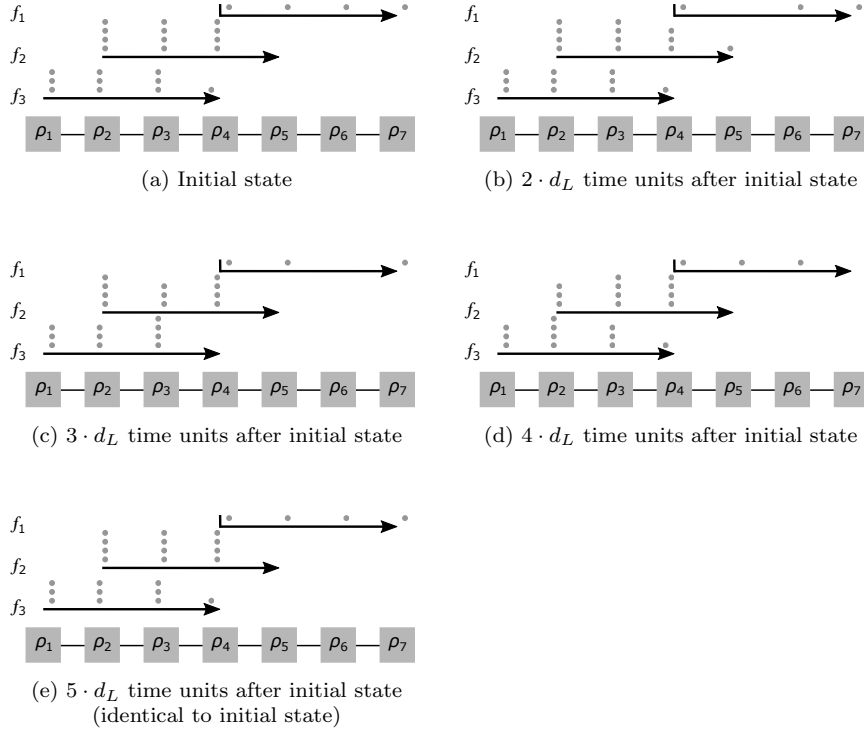 f₁
f₂
f₃
ρ₁ ρ₂ ρ₃ ρ₄ ρ₅ ρ₆ ρ₇
(a) Initial state
f₁
f₂
f₃
ρ₁ ρ₂ ρ₃ ρ₄ ρ₅ ρ₆ ρ₇
(b) 2 · d_L time units after initial state
f₁
f₂
f₃
ρ₁ ρ₂ ρ₃ ρ₄ ρ₅ ρ₆ ρ₇
(c) 3 · d_L time units after initial state
f₁
f₂
f₃
ρ₁ ρ₂ ρ₃ ρ₄ ρ₅ ρ₆ ρ₇
(d) 4 · d_L time units after initial state
f₁
f₂
f₃
ρ₁ ρ₂ ρ₃ ρ₄ ρ₅ ρ₆ ρ₇
(e) 5 · d_L time units after initial state
(identical to initial state)